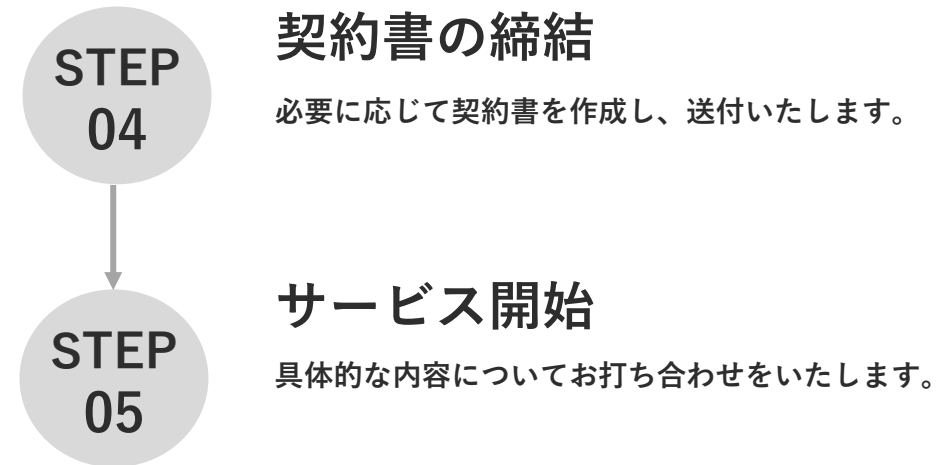 STEP
04
契約書の締結
必要に応じて契約書を作成し、送付いたします。
STEP
05
サービス開始
具体的な内容についてお打ち合わせをいたします。